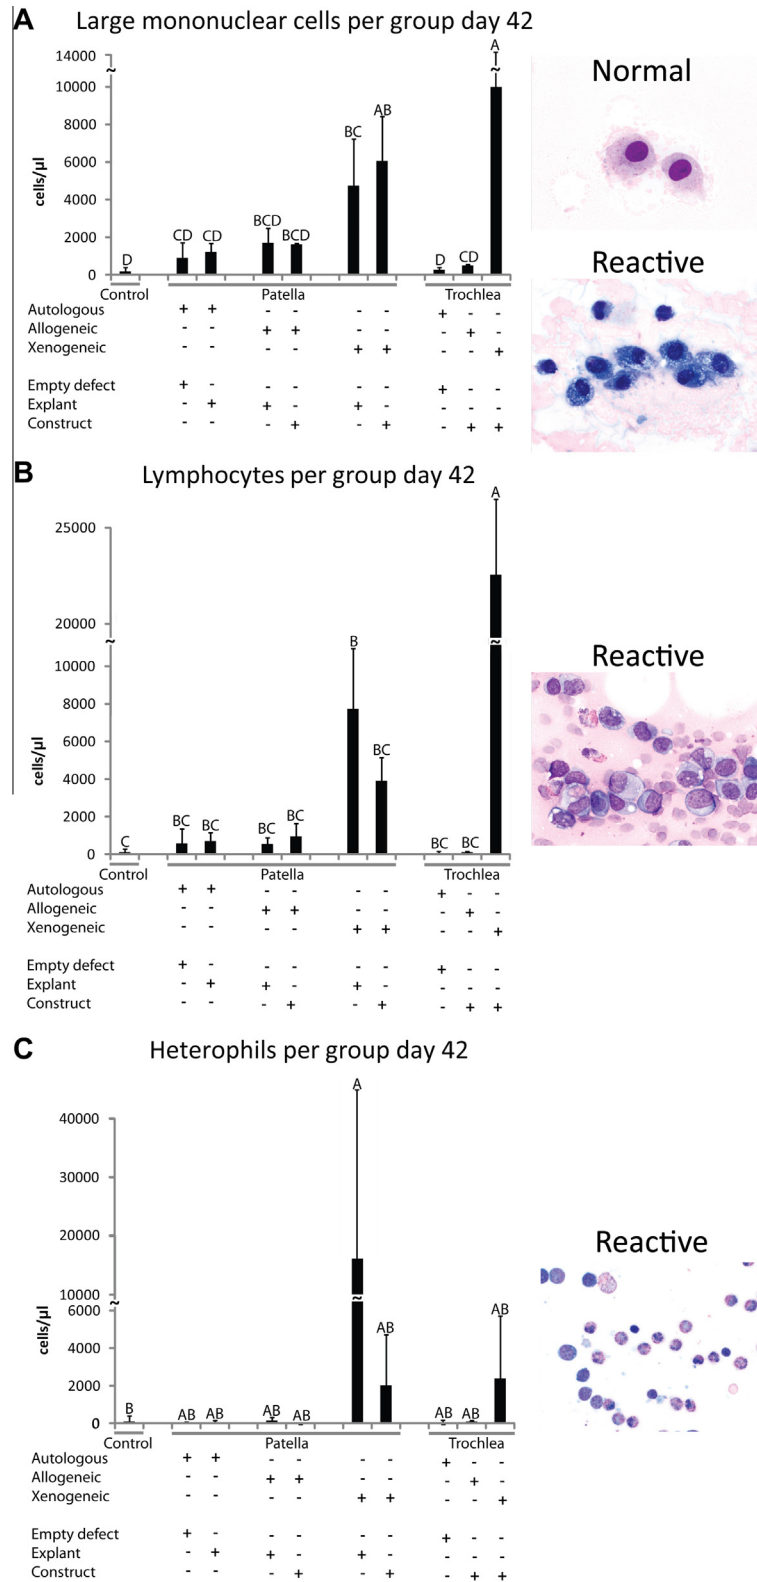 A Large mononuclear cells per group day 42
14000
~
10000
8000
6000
4000
2000
0
cells/µl
D CD CD BCD BCD BC AB D CD A
~
Control Patella Trochlea
Autologous + + - - - - + - -
Allogeneic - - + + - - - + -
Xenogeneic - - - - + + - - +
Empty defect + - - - - - + - -
Explant - + + - + - - - -
Construct - - - + - + - + +
Normal
Reactive
B Lymphocytes per group day 42
25000
20000
~
10000
8000
6000
4000
2000
0
cells/µl
C BC BC BC BC B BC BC BC A
~
Control Patella Trochlea
Autologous + + - - - - + - -
Allogeneic - - + + - - - + -
Xenogeneic - - - - + + - - +
Empty defect + - - - - - + - -
Explant - + + - + - - - -
Construct - - - + - + - + +
Reactive
C Heterophils per group day 42
40000
30000
20000
10000
~
6000
4000
2000
0
cells/µl
B AB AB AB AB A AB AB AB AB
~
Control Patella Trochlea
Autologous + + - - - - + - -
Allogeneic - - + + - - - + -
Xenogeneic - - - - + + - - +
Empty defect + - - - - - + - -
Explant - + + - + - - - -
Construct - - - + - + - + +
Reactive